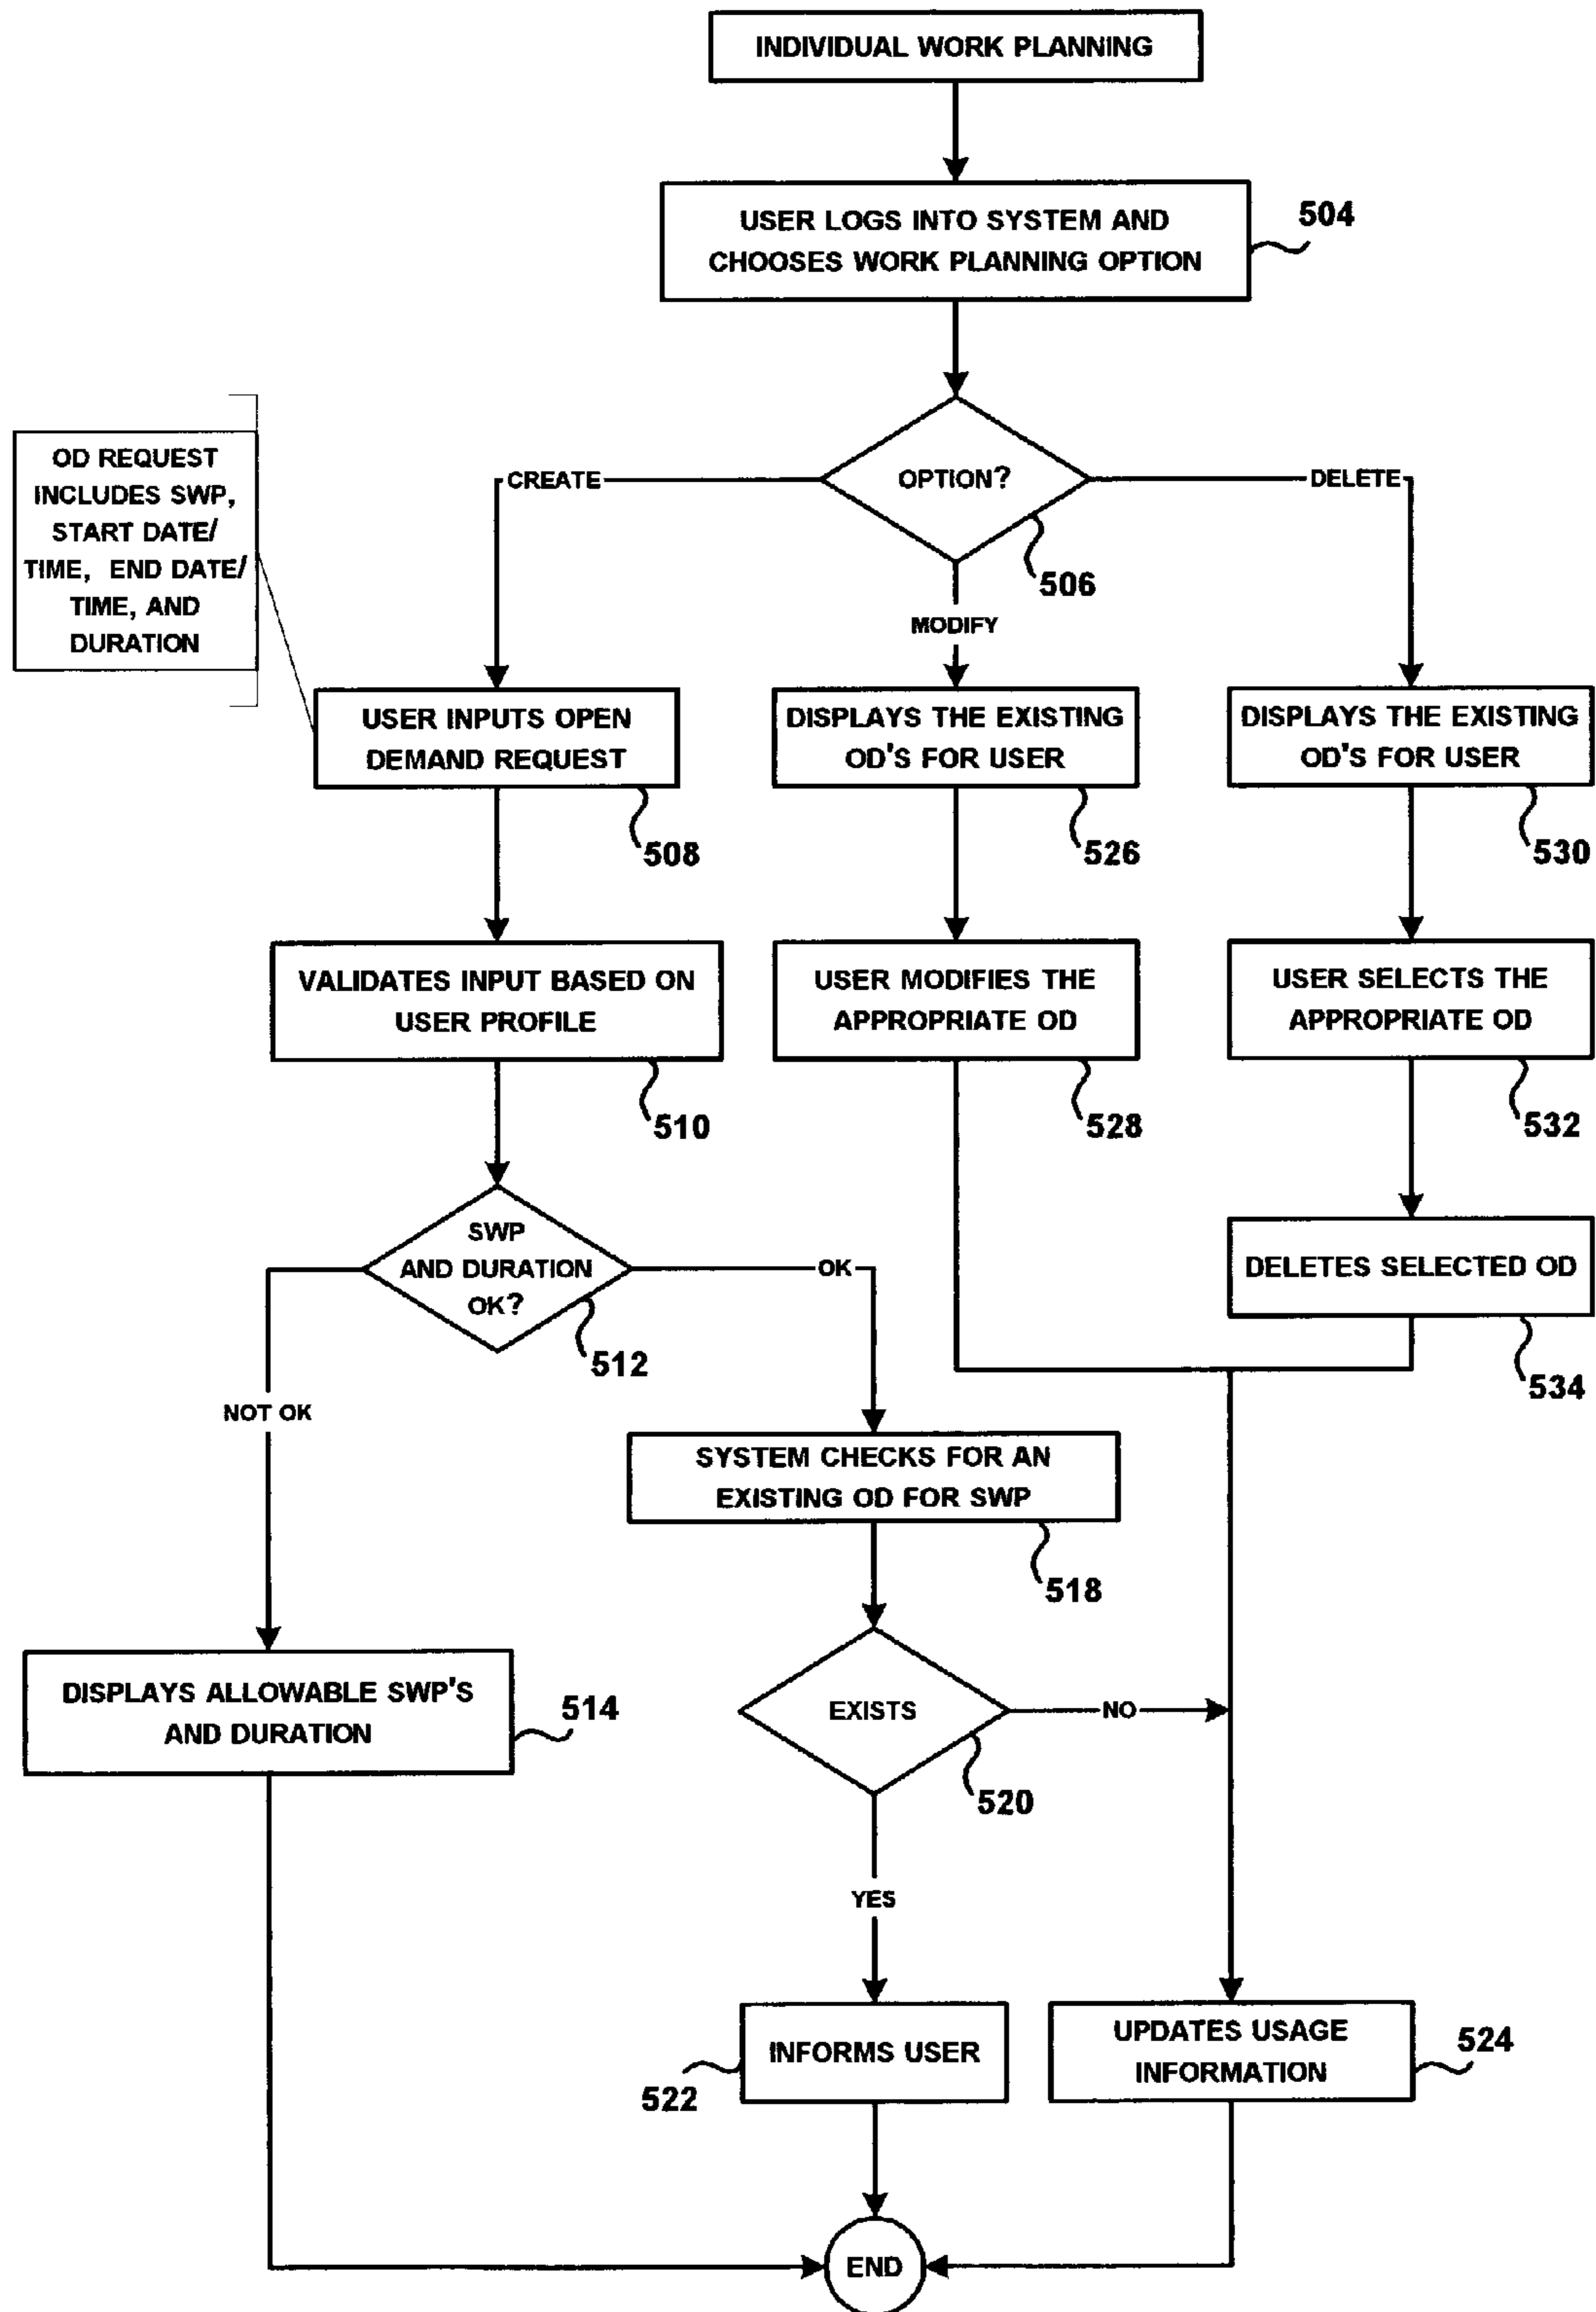 INDIVIDUAL WORK PLANNING
USER LOGS INTO SYSTEM AND
CHOOSES WORK PLANNING OPTION
504
OPTION?
506
CREATE
MODIFY
DELETE
OD REQUEST
INCLUDES SWP,
START DATE/
TIME, END DATE/
TIME, AND
DURATION
USER INPUTS OPEN
DEMAND REQUEST
508
DISPLAYS THE EXISTING
OD'S FOR USER
526
DISPLAYS THE EXISTING
OD'S FOR USER
530
VALIDATES INPUT BASED ON
USER PROFILE
510
USER MODIFIES THE
APPROPRIATE OD
528
USER SELECTS THE
APPROPRIATE OD
532
SWP
AND DURATION
OK?
512
OK
NOT OK
DELETES SELECTED OD
534
SYSTEM CHECKS FOR AN
EXISTING OD FOR SWP
518
DISPLAYS ALLOWABLE SWP'S
AND DURATION
514
EXISTS
520
NO
YES
INFORMS USER
522
UPDATES USAGE
INFORMATION
524
END